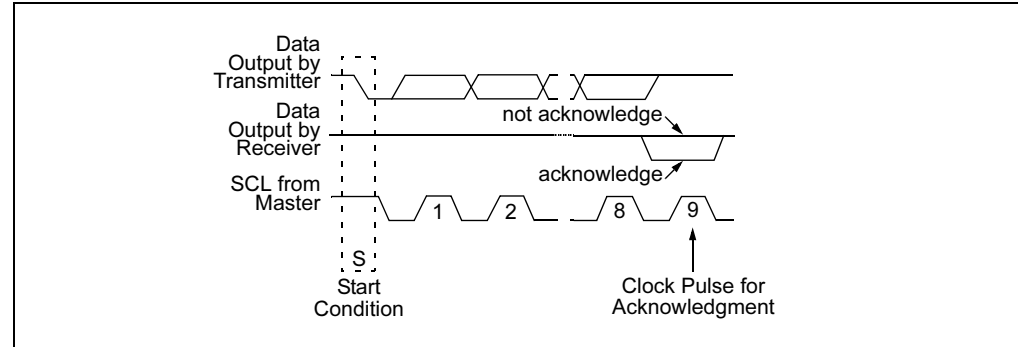 Data
Output by
Transmitter
Data
Output by
Receiver
not acknowledge
acknowledge
SCL from
Master
1
2
8
9
S
Start
Condition
Clock Pulse for
Acknowledgment